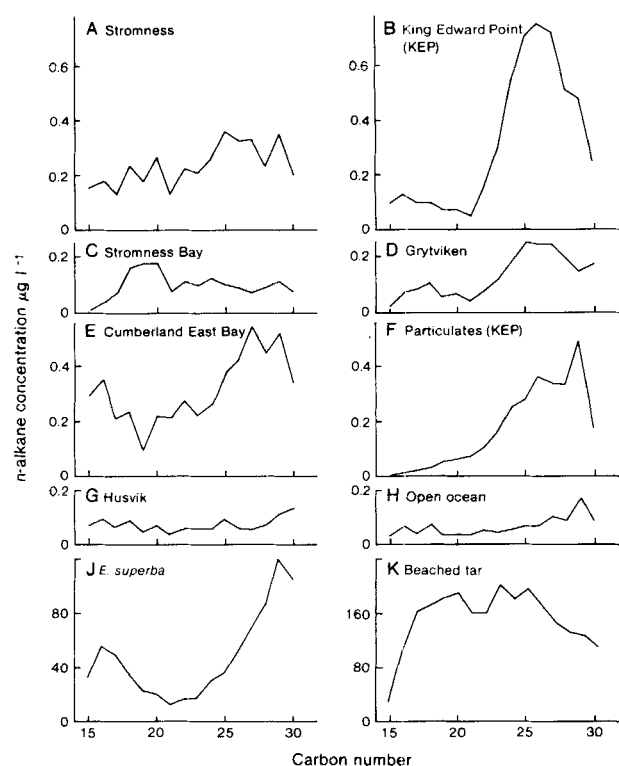 A Stromness
0.6
0.4
0.2
0
B King Edward Point
(KEP)
0.6
0.4
0.2
0
C Stromness Bay
0.2
0
D Grytviken
0.2
0
E Cumberland East Bay
0.4
0.2
0
F Particulates (KEP)
0.4
0.2
0
G Husvik
0.2
0
H Open ocean
0.2
0
J E. superba
80
40
0
15 20 25 30
K Beached tar
160
80
0
15 20 25 30
n-alkane concentration µg l⁻¹
Carbon number